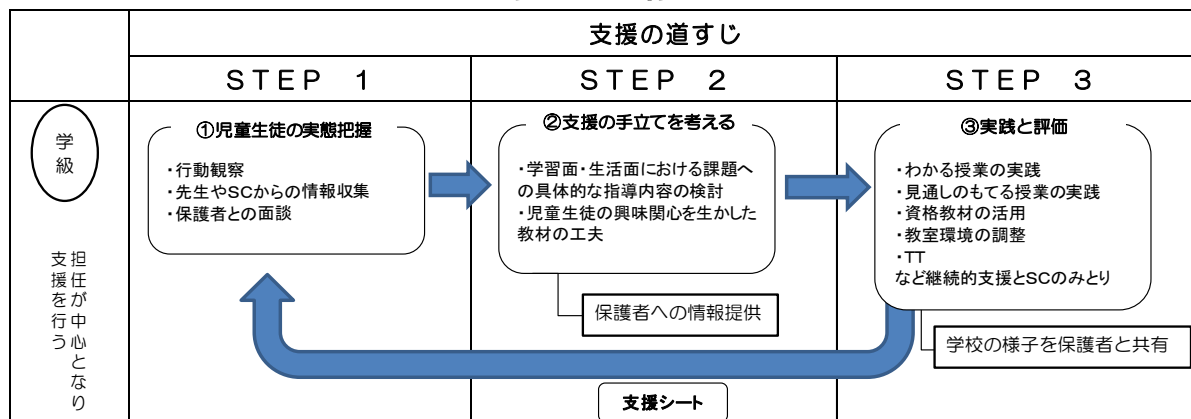 支援の道すじ
STEP 1
STEP 2
STEP 3
学級
担任が中心となり
支援を行う
①児童生徒の実態把握
・行動観察
・先生やSCからの情報収集
・保護者との面談
②支援の手立てを考える
・学習面・生活面における課題へ
の具体的な指導内容の検討
・児童生徒の興味関心を生かした
教材の工夫
保護者への情報提供
③実践と評価
・わかる授業の実践
・見通しのもてる授業の実践
・資格教材の活用
・教室環境の調整
・TT
など継続的支援とSCのみとり
学校の様子を保護者と共有
支援シート